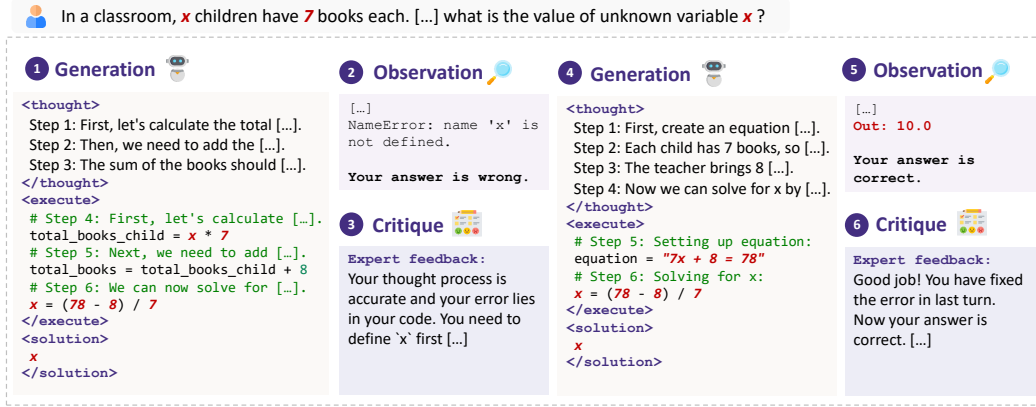 In a classroom, x children have 7 books each. […] what is the value of unknown variable x ?
1 Generation
<thought>
Step 1: First, let's calculate the total […].
Step 2: Then, we need to add the […].
Step 3: The sum of the books should […].
</thought>
<execute>
# Step 4: First, let's calculate […].
total_books_child = x * 7
# Step 5: Next, we need to add […].
total_books = total_books_child + 8
# Step 6: We can now solve for […].
x = (78 - 8) / 7
</execute>
<solution>
x
</solution>
2 Observation
[…]
NameError: name 'x' is
not defined.
Your answer is wrong.
3 Critique
Expert feedback:
Your thought process is
accurate and your error lies
in your code. You need to
define `x` first […]
4 Generation
<thought>
Step 1: First, create an equation […].
Step 2: Each child has 7 books, so […].
Step 3: The teacher brings 8 […].
Step 4: Now we can solve for x by […].
</thought>
<execute>
# Step 5: Setting up equation:
equation = "7x + 8 = 78"
# Step 6: Solving for x:
x = (78 - 8) / 7
</execute>
<solution>
x
</solution>
5 Observation
[…]
Out: 10.0
Your answer is
correct.
6 Critique
Expert feedback:
Good job! You have fixed
the error in last turn.
Now your answer is
correct. […]